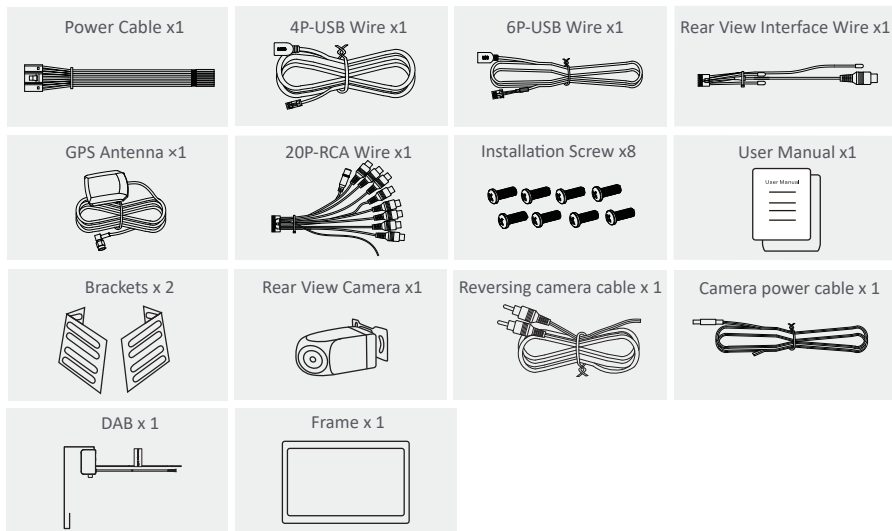 Power Cable x1
4P-USB Wire x1
6P-USB Wire x1
Rear View Interface Wire x1
GPS Antenna ×1
20P-RCA Wire x1
Installation Screw x8
User Manual x1
User Manual
Brackets x 2
Rear View Camera x1
Reversing camera cable x 1
Camera power cable x 1
DAB x 1
Frame x 1